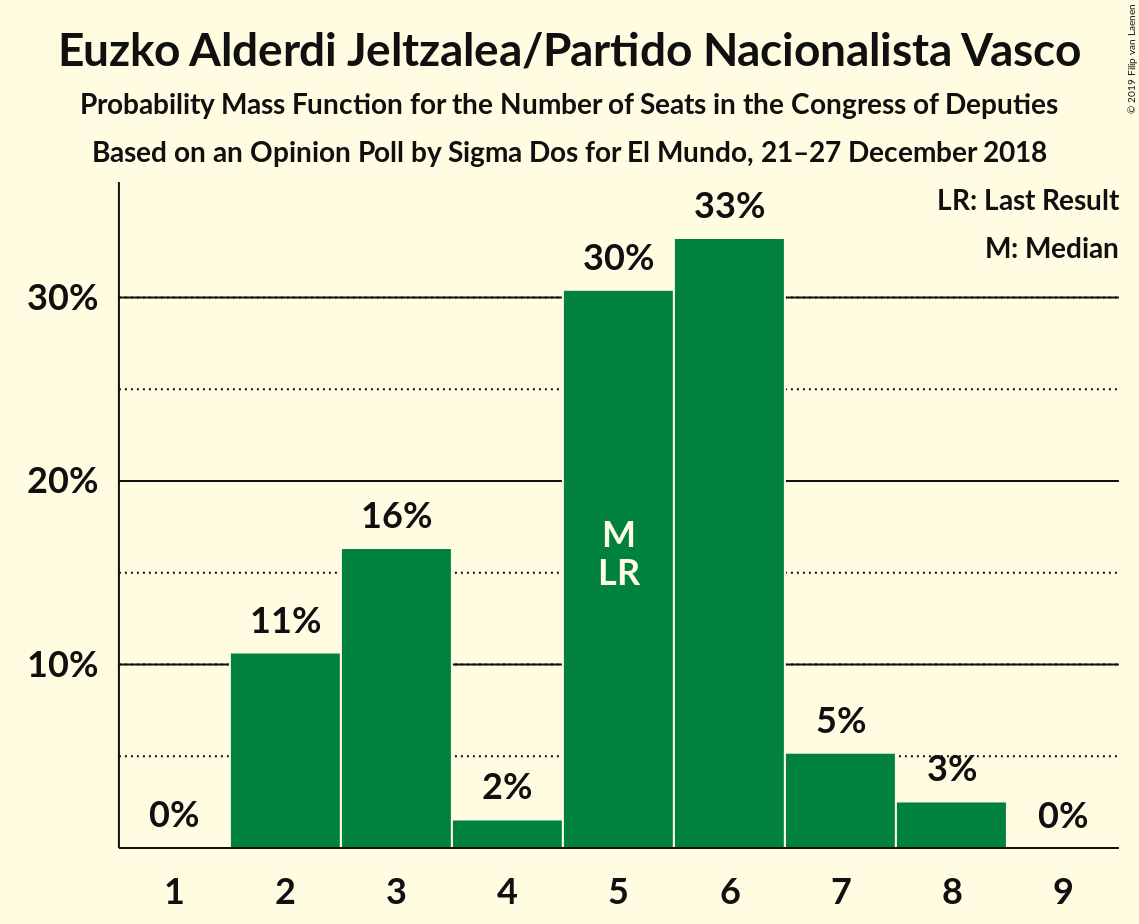 Euzko Alderdi Jeltzalea/Partido Nacionalista Vasco
Probability Mass Function for the Number of Seats in the Congress of Deputies
Based on an Opinion Poll by Sigma Dos for El Mundo, 21–27 December 2018
© 2019 Filip van Laenen
LR: Last Result
M: Median
30%
20%
10%
0%
11%
16%
2%
30%
33%
5%
3%
0%
M
LR
1 2 3 4 5 6 7 8 9